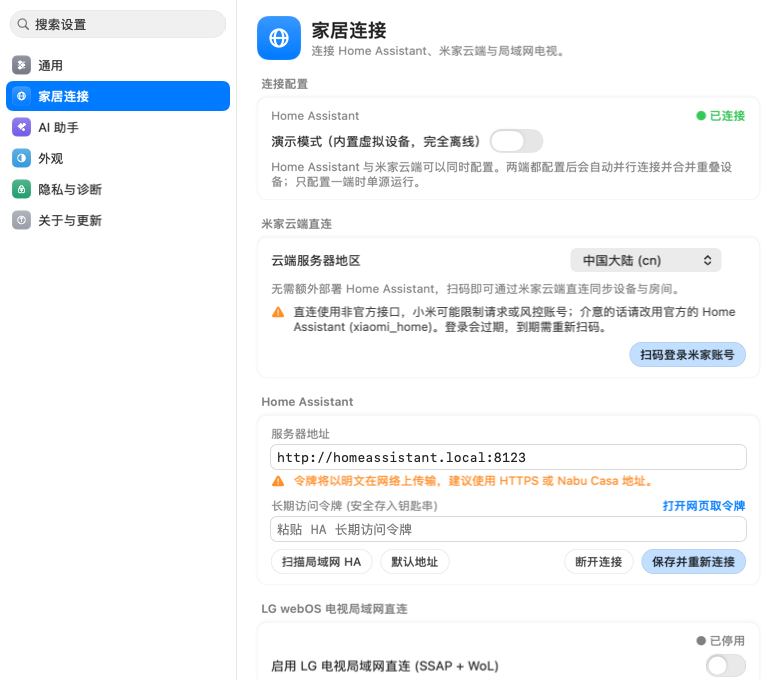 搜索设置
通用
家居连接
AI 助手
外观
隐私与诊断
关于与更新
家居连接
连接 Home Assistant、米家云端与局域网电视。
连接配置
Home Assistant
已连接
演示模式（内置虚拟设备，完全离线）
Home Assistant 与米家云端可以同时配置。两端都配置后会自动并行连接并合并重叠设
备；只配置一端时单源运行。
米家云端直连
云端服务器地区
中国大陆 (cn)
无需额外部署 Home Assistant，扫码即可通过米家云端直连同步设备与房间。
直连使用非官方接口，小米可能限制请求或风控账号；介意的话请改用官方的 Home
Assistant (xiaomi_home)。登录会过期，到期需重新扫码。
扫码登录米家账号
Home Assistant
服务器地址
http://homeassistant.local:8123
令牌将以明文在网络上传输，建议使用 HTTPS 或 Nabu Casa 地址。
长期访问令牌 (安全存入钥匙串)
打开网页取令牌
粘贴 HA 长期访问令牌
扫描局域网 HA
默认地址
断开连接
保存并重新连接
LG webOS 电视局域网直连
已停用
启用 LG 电视局域网直连 (SSAP + WoL)